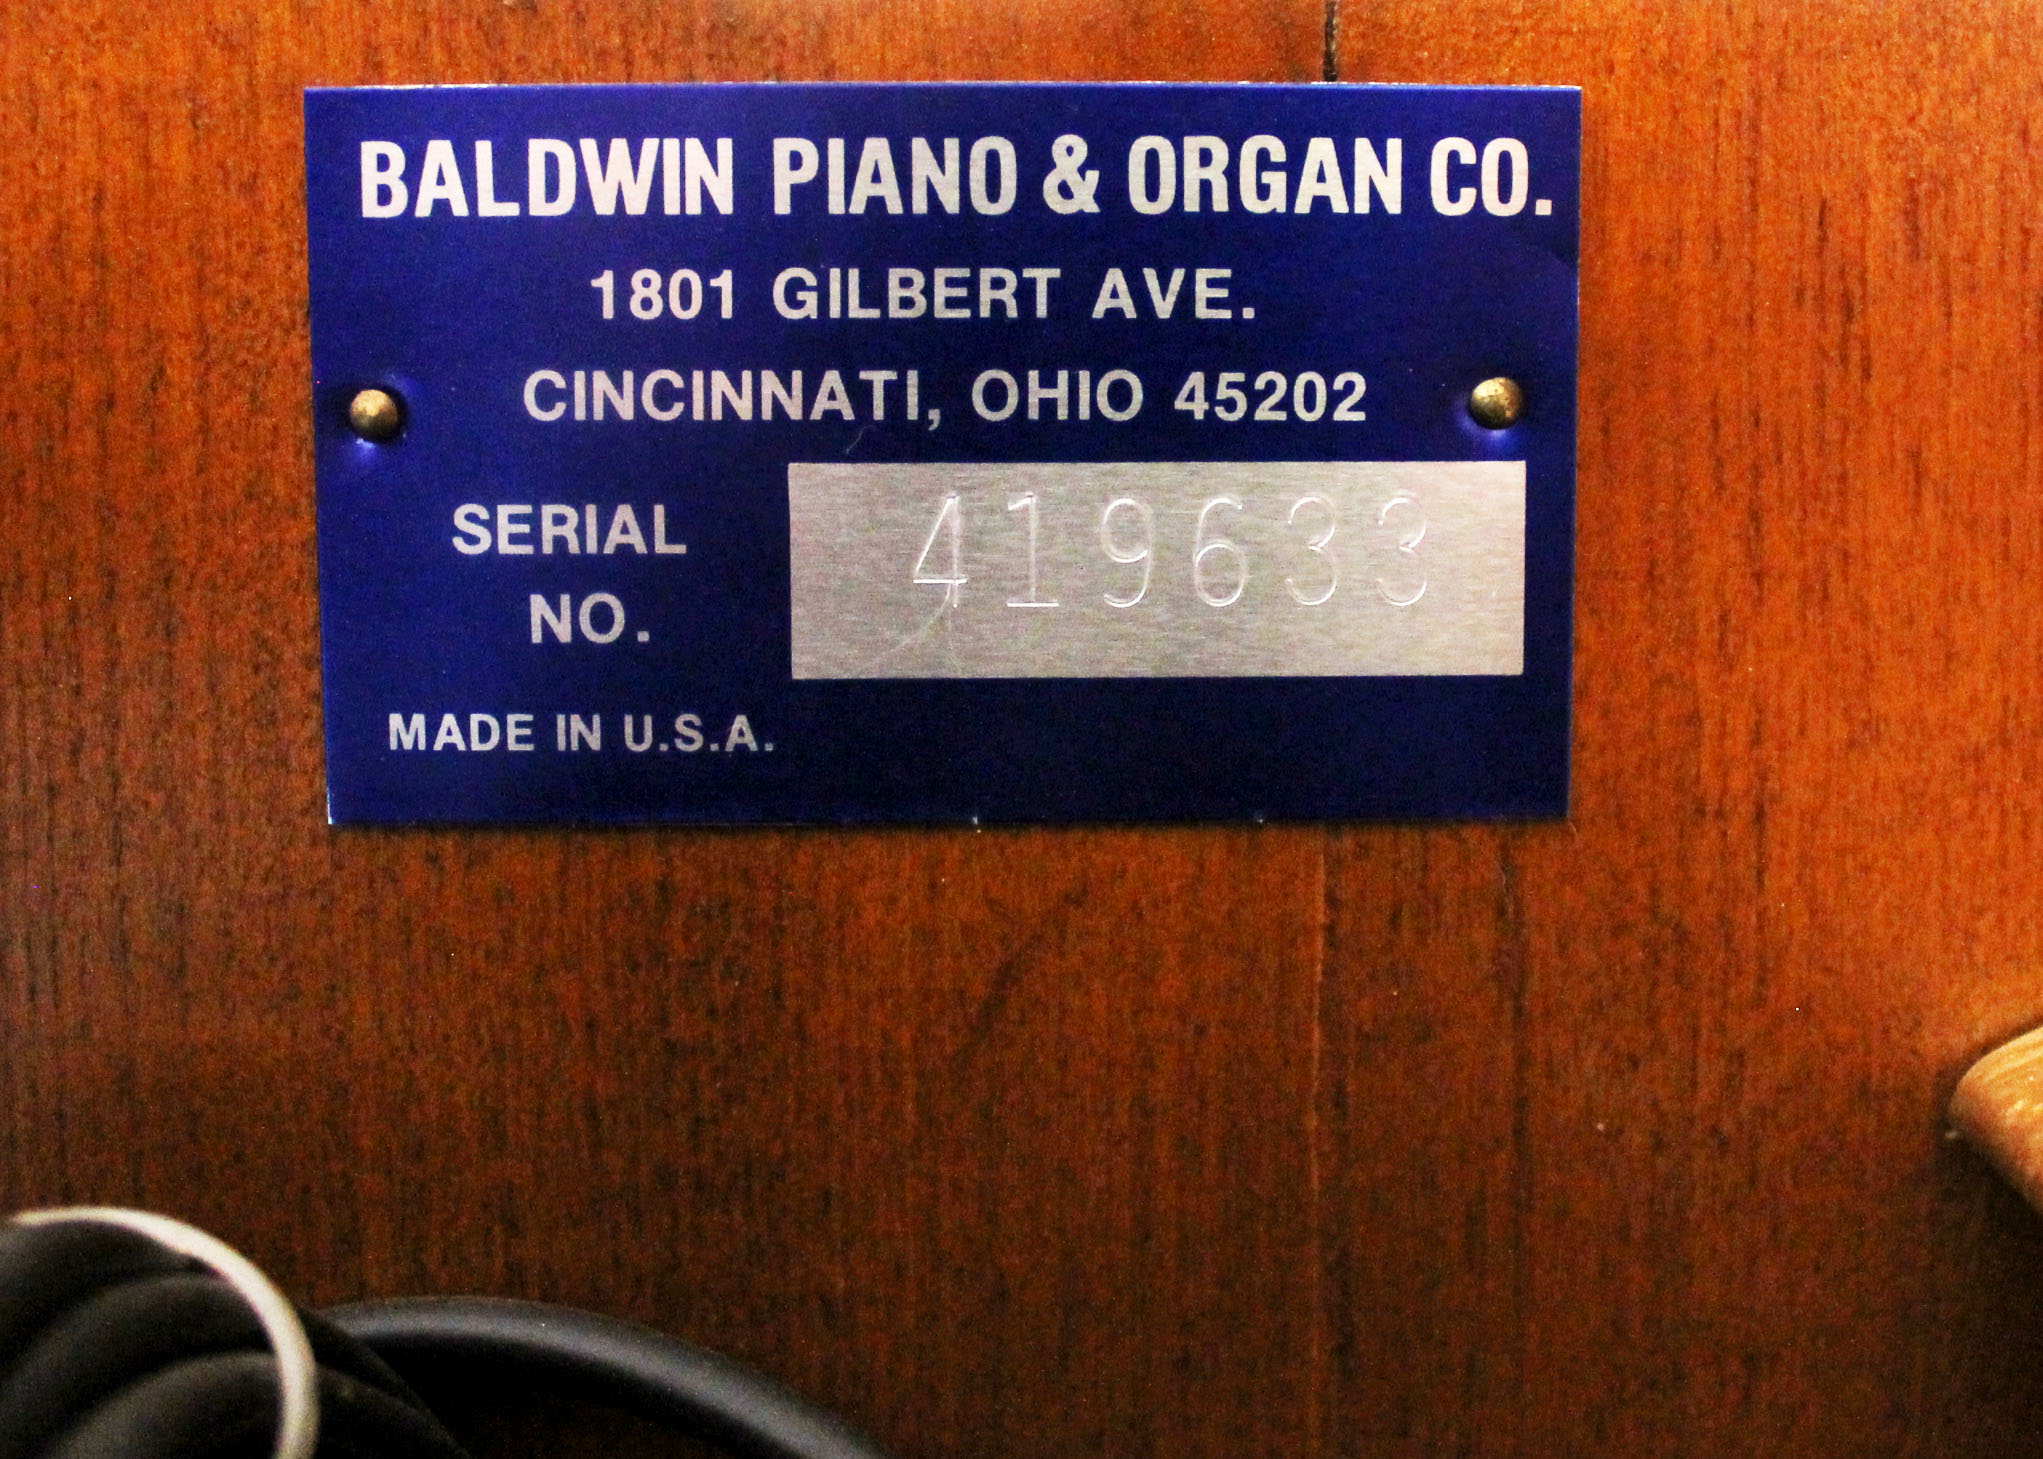 BALDWIN PIANO & ORGAN CO.
1801 GILBERT AVE.
CINCINNATI, OHIO 45202
SERIAL NO. 419633
MADE IN U.S.A.